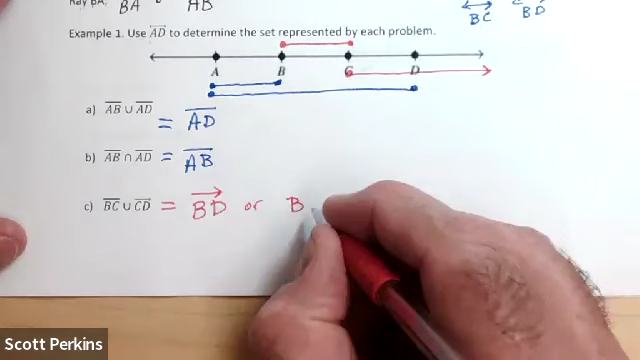 Ray BA. BA AB
BC BD
Example 1. Use AD to determine the set represented by each problem.
A B C D
a) AB ∪ AD = AD
b) AB ∩ AD = AB
c) BC ∪ CD = BD or B
Scott Perkins